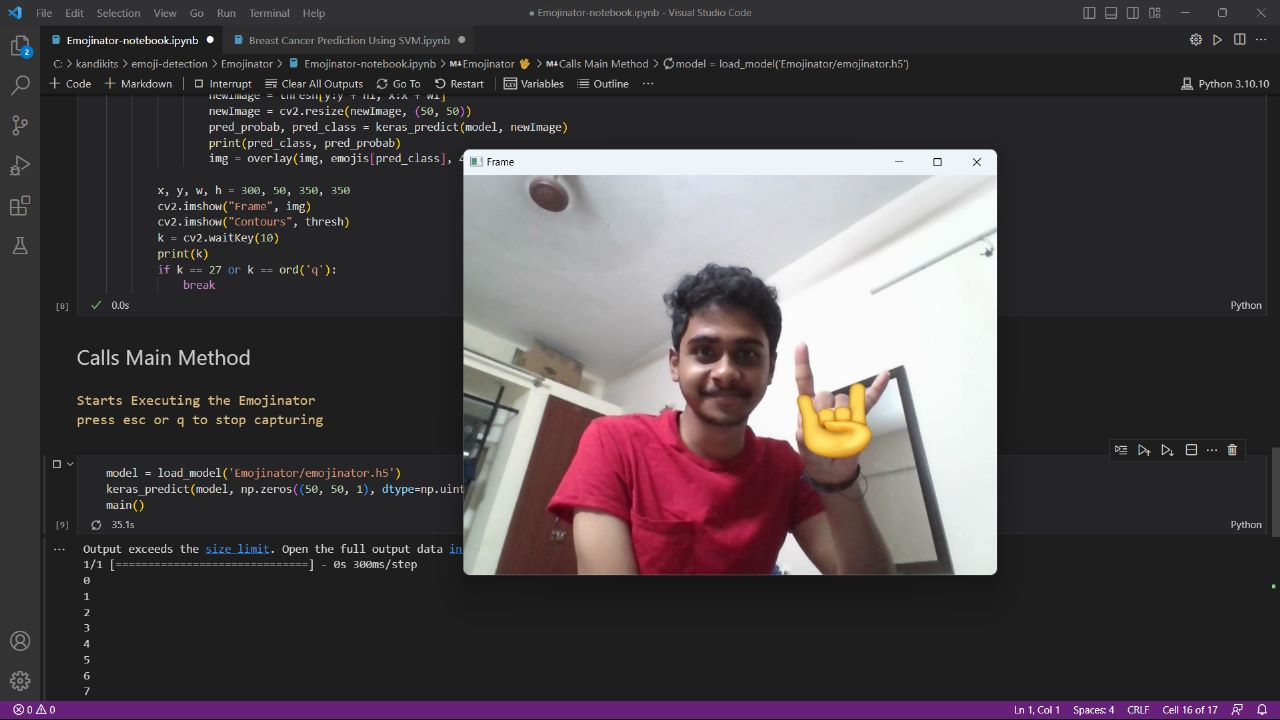 File Edit Selection View Go Run Terminal Help
● Emojinator-notebook.ipynb - Visual Studio Code
Emojinator-notebook.ipynb ● Breast Cancer Prediction Using SVM.ipynb ●
2
C: > kandikits > emoji-detection > Emojinator > Emojinator-notebook.ipynb > M↓Emojinator 🖐 > M↓Calls Main Method > model = load_model('Emojinator/emojinator.h5')
+ Code + Markdown Interrupt Clear All Outputs Go To Restart Variables Outline ··· Python 3.10.10
newImage = thresh[y:y + h1, x:x + w1]
newImage = cv2.resize(newImage, (50, 50))
pred_probab, pred_class = keras_predict(model, newImage)
print(pred_class, pred_probab)
img = overlay(img, emojis[pred_class], 4
x, y, w, h = 300, 50, 350, 350
cv2.imshow("Frame", img)
cv2.imshow("Contours", thresh)
k = cv2.waitKey(10)
print(k)
if k == 27 or k == ord('q'):
break
[8] 0.0s Python
Frame
Calls Main Method
Starts Executing the Emojinator
press esc or q to stop capturing
model = load_model('Emojinator/emojinator.h5')
keras_predict(model, np.zeros((50, 50, 1), dtype=np.uint
main()
[9] 35.1s Python
··· Output exceeds the size limit. Open the full output data in
1/1 [==============================] - 0s 300ms/step
0
1
2
3
4
5
6
7
0 0 Ln 1, Col 1 Spaces: 4 CRLF Cell 16 of 17